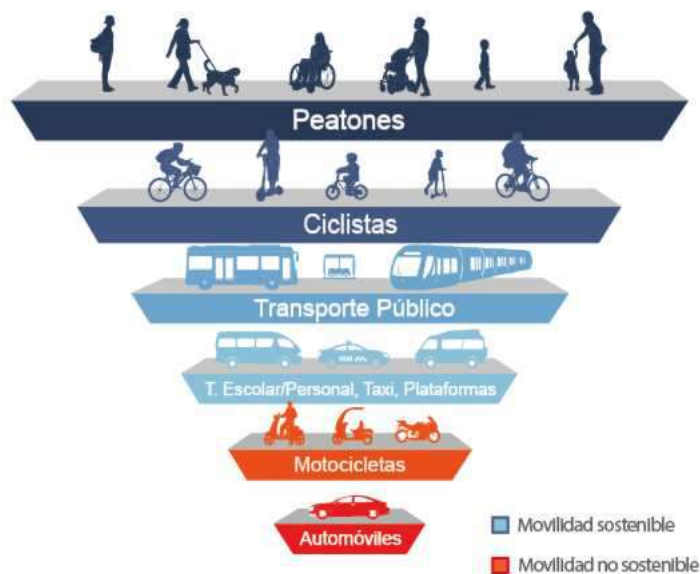 Peatones
Ciclistas
Transporte Público
T. Escolar/Personal, Taxi, Plataformas
Motocicletas
Automóviles
Movilidad sostenible
Movilidad no sostenible